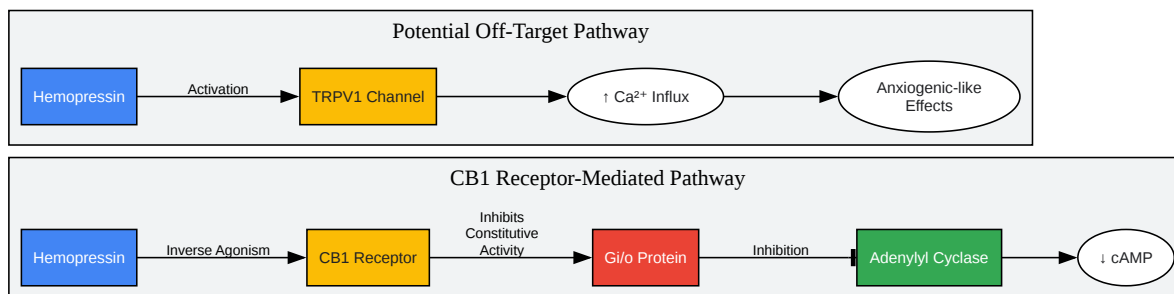 Potential Off-Target Pathway
Hemopressin
Activation
TRPV1 Channel
↑ Ca²⁺ Influx
Anxiogenic-like
Effects
CB1 Receptor-Mediated Pathway
Hemopressin
Inverse Agonism
CB1 Receptor
Inhibits
Constitutive
Activity
Gi/o Protein
Inhibition
Adenylyl Cyclase
↓ cAMP